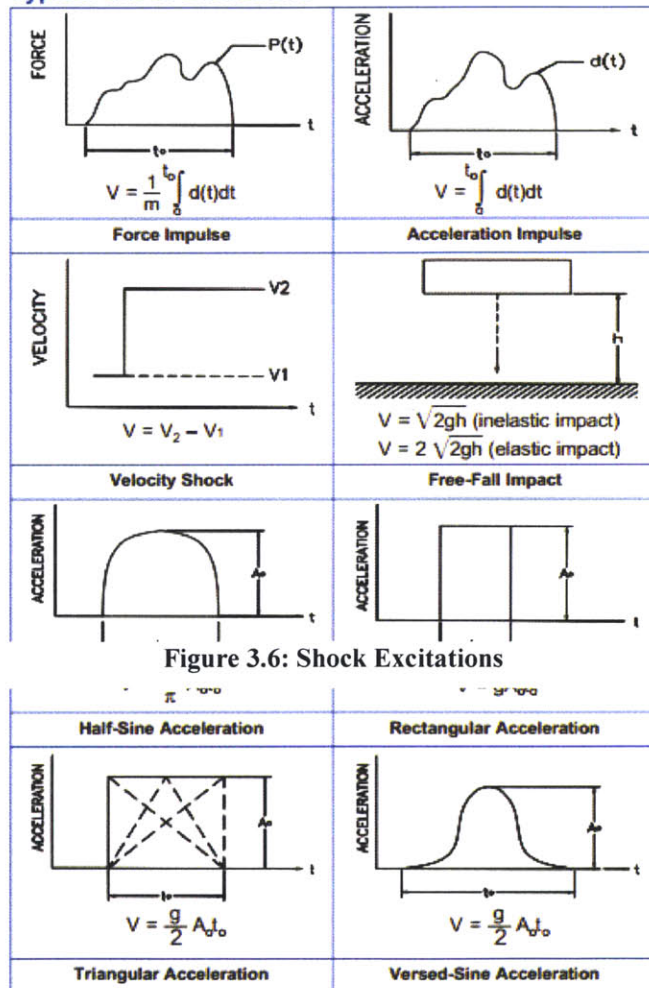 FORCE
P(t)
t
t₀
V = 1/m ∫₀^t₀ d(t)dt
Force Impulse
ACCELERATION
d(t)
t
t₀
V = ∫₀^t₀ d(t)dt
Acceleration Impulse
VELOCITY
V2
V1
t
V = V₂ – V₁
Velocity Shock
h
V = √2gh (inelastic impact)
V = 2 √2gh (elastic impact)
Free-Fall Impact
ACCELERATION
A₀
t
ACCELERATION
A₀
t
Figure 3.6: Shock Excitations
π
Half-Sine Acceleration
Rectangular Acceleration
ACCELERATION
A₀
t
t₀
V = g/2 A₀t₀
Triangular Acceleration
ACCELERATION
A₀
t
t₀
V = g/2 A₀t₀
Versed-Sine Acceleration